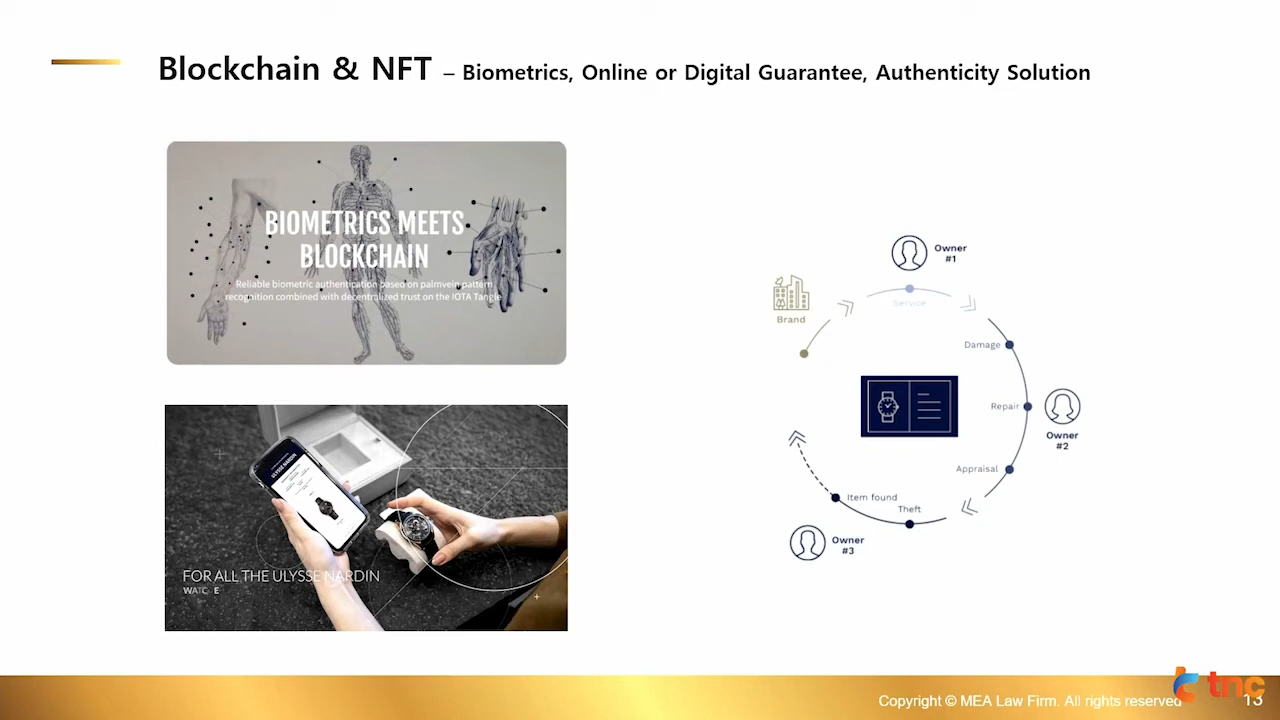 Blockchain & NFT – Biometrics, Online or Digital Guarantee, Authenticity Solution
BIOMETRICS MEETS
BLOCKCHAIN
Reliable biometric authentication based on palmvein pattern
recognition combined with decentralized trust on the IOTA Tangle
ULYSSE NARDIN
FOR ALL THE ULYSSE NARDIN
Owner
#1
Service
Brand
Damage
Repair
Owner
#2
Appraisal
Item found
Theft
Owner
#3
Copyright © MEA Law Firm. All rights reserved
tnc
13